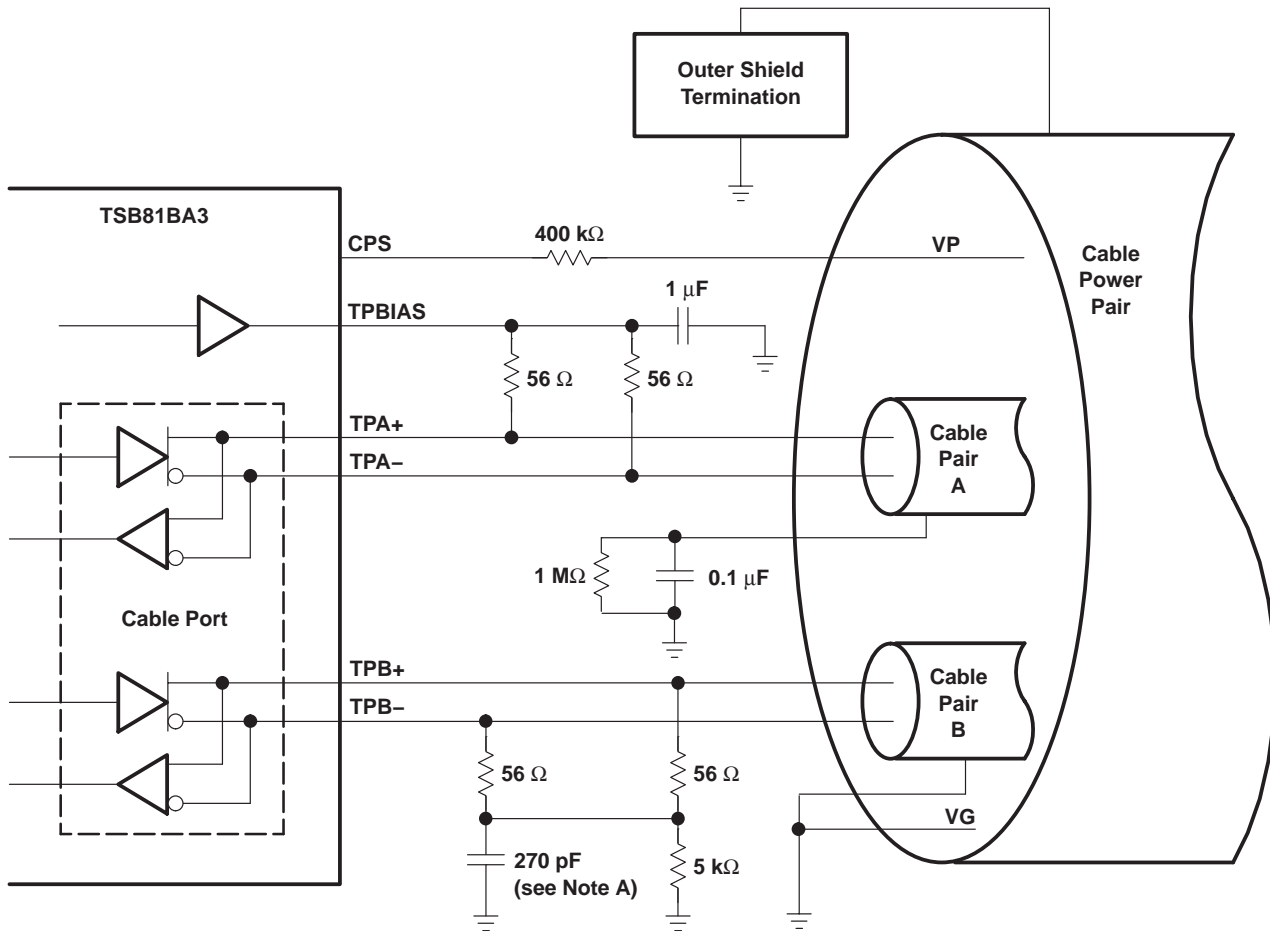 Outer Shield
Termination
TSB81BA3
CPS
400 kΩ
VP
Cable
Power
Pair
TPBIAS
1 μF
56 Ω
56 Ω
TPA+
TPA–
Cable
Pair
A
1 MΩ
0.1 μF
Cable Port
TPB+
TPB–
Cable
Pair
B
56 Ω
56 Ω
VG
270 pF
(see Note A)
5 kΩ